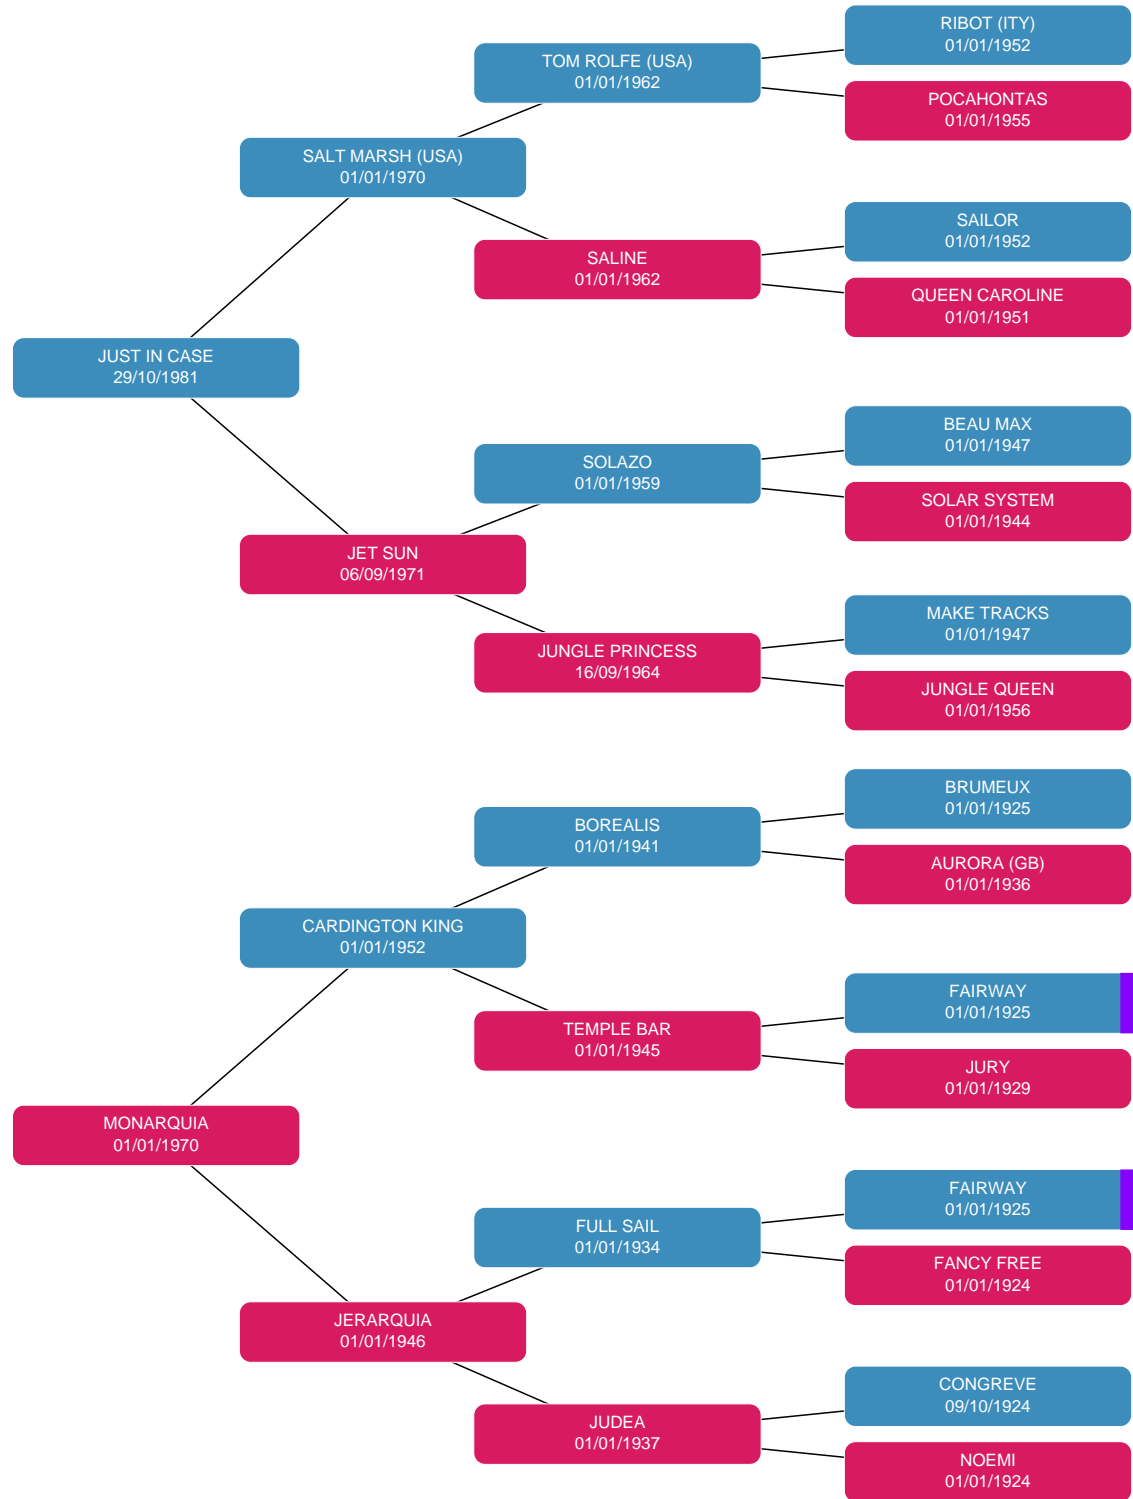 RIBOT (ITY)
01/01/1952
TOM ROLFE (USA)
01/01/1962
POCAHONTAS
01/01/1955
SALT MARSH (USA)
01/01/1970
SAILOR
01/01/1952
SALINE
01/01/1962
QUEEN CAROLINE
01/01/1951
JUST IN CASE
29/10/1981
BEAU MAX
01/01/1947
SOLAZO
01/01/1959
SOLAR SYSTEM
01/01/1944
JET SUN
06/09/1971
MAKE TRACKS
01/01/1947
JUNGLE PRINCESS
16/09/1964
JUNGLE QUEEN
01/01/1956
BRUMEUX
01/01/1925
BOREALIS
01/01/1941
AURORA (GB)
01/01/1936
CARDINGTON KING
01/01/1952
FAIRWAY
01/01/1925
TEMPLE BAR
01/01/1945
JURY
01/01/1929
MONARQUIA
01/01/1970
FAIRWAY
01/01/1925
FULL SAIL
01/01/1934
FANCY FREE
01/01/1924
JERARQUIA
01/01/1946
CONGREVE
09/10/1924
JUDEA
01/01/1937
NOEMI
01/01/1924